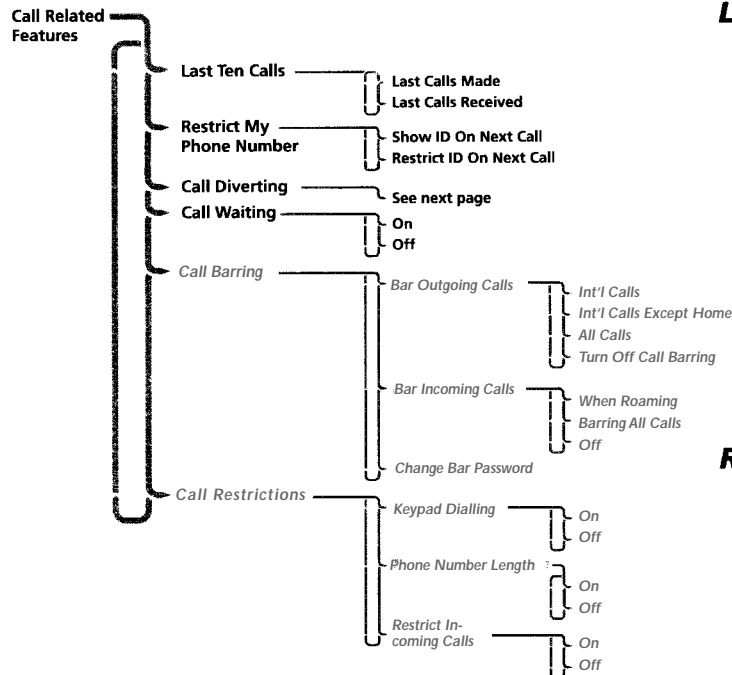 Call Related
Features
Last Ten Calls
Last Calls Made
Last Calls Received
Restrict My
Phone Number
Show ID On Next Call
Restrict ID On Next Call
Call Diverting
See next page
Call Waiting
On
Off
Call Barring
Bar Outgoing Calls
Int'l Calls
Int'l Calls Except Home
All Calls
Turn Off Call Barring
Bar Incoming Calls
When Roaming
Barring All Calls
Off
Change Bar Password
Call Restrictions
Keypad Dialling
On
Off
Phone Number Length
On
Off
Restrict In-
coming Calls
On
Off
L
R